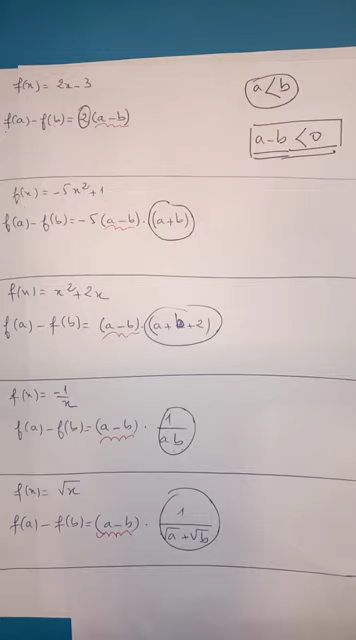 f(x) = 2x - 3
a < b
f(a) - f(b) = 2 (a - b)
a - b < 0
f(x) = -5x² + 1
f(a) - f(b) = -5 (a - b) · (a + b)
f(x) = x² + 2x
f(a) - f(b) = (a - b) · (a + b + 2)
f(x) = -1/x
f(a) - f(b) = (a - b) · 1/ab
f(x) = √x
f(a) - f(b) = (a - b) · 1/(√a + √b)